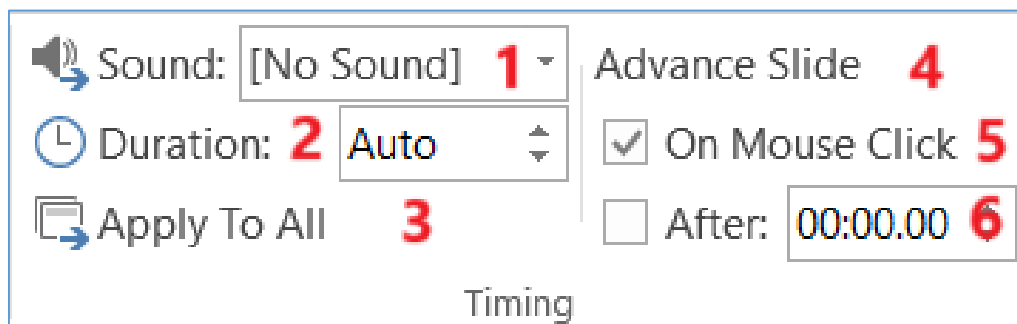 Sound: [No Sound] 1
Duration: 2 Auto
Apply To All 3
Advance Slide 4
On Mouse Click 5
After: 00:00.00 6
Timing